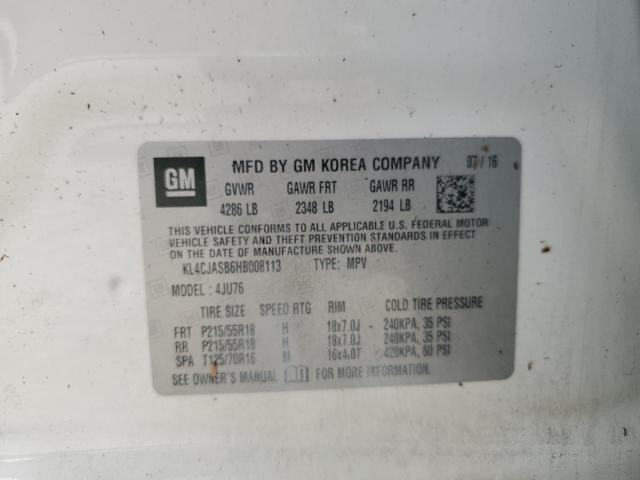 GM
MFD BY GM KOREA COMPANY 07/16
GVWR GAWR FRT GAWR RR
4286 LB 2348 LB 2194 LB
THIS VEHICLE CONFORMS TO ALL APPLICABLE U.S. FEDERAL MOTOR
VEHICLE SAFETY AND THEFT PREVENTION STANDARDS IN EFFECT
ON THE DATE OF MANUFACTURE SHOWN ABOVE.
KL4CJASB6HB008113 TYPE: MPV
MODEL: 4JU76
TIRE SIZE SPEED RTG RIM COLD TIRE PRESSURE
FRT P215/55R18 H 18x7.0J 240KPA, 35 PSI
RR P215/55R18 H 18x7.0J 240KPA, 35 PSI
SPA T125/70R16 M 16x4.0T 420KPA, 60 PSI
SEE OWNER'S MANUAL FOR MORE INFORMATION